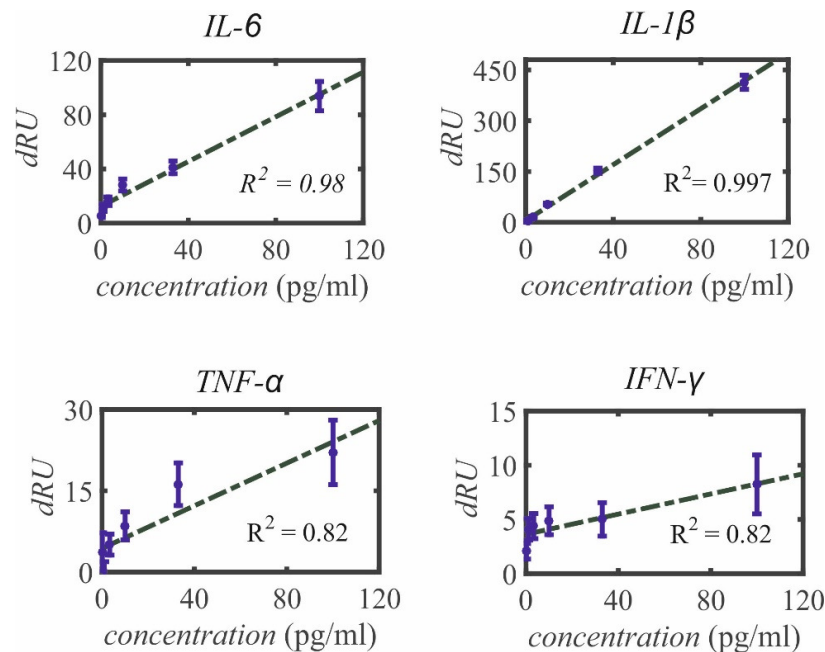 IL-6
120
80
40
0
dRU
R² = 0.98
0 40 80 120
concentration (pg/ml)
IL-1β
450
300
150
0
dRU
R²= 0.997
0 40 80 120
concentration (pg/ml)
TNF-α
30
15
0
dRU
R² = 0.82
0 40 80 120
concentration (pg/ml)
IFN-γ
15
10
5
0
dRU
R² = 0.82
0 40 80 120
concentration (pg/ml)